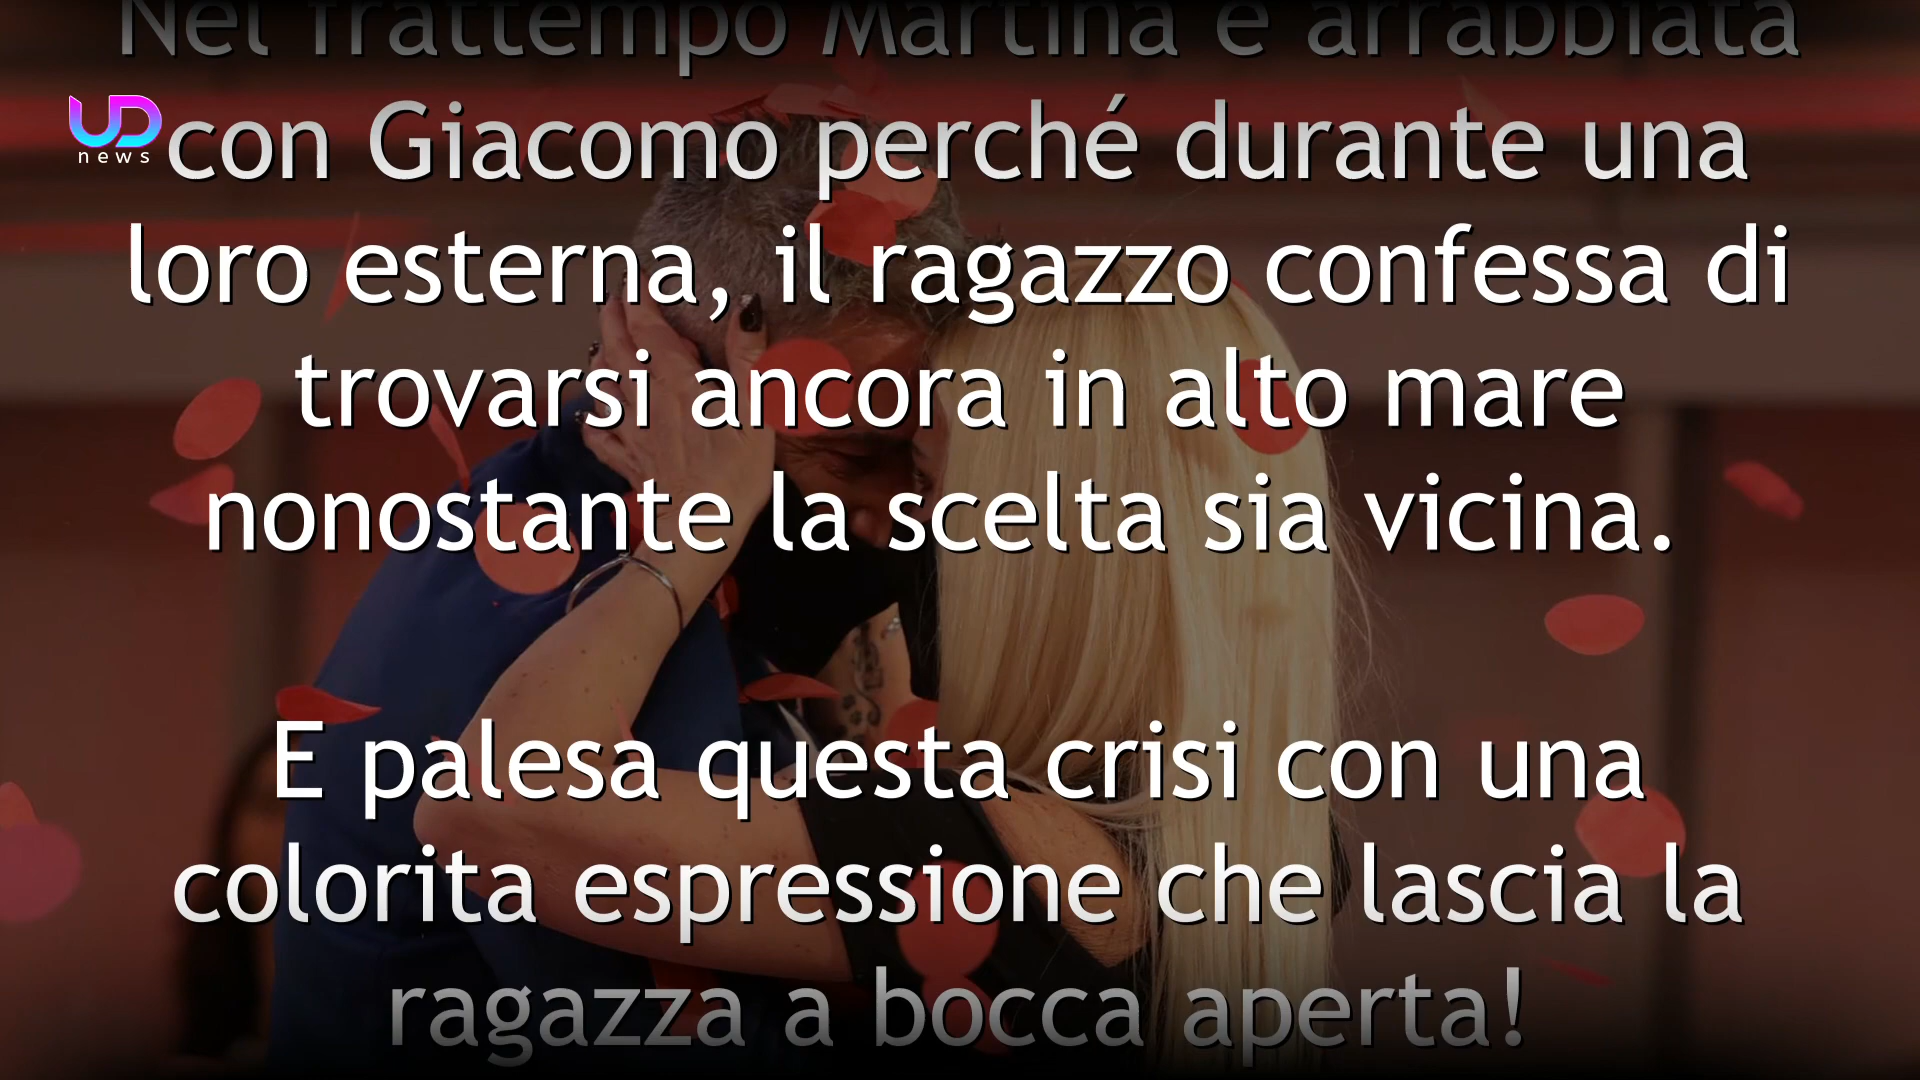 Nel frattempo Martina è arrabbiata
UD
news
con Giacomo perché durante una
loro esterna, il ragazzo confessa di
trovarsi ancora in alto mare
nonostante la scelta sia vicina.
E palesa questa crisi con una
colorita espressione che lascia la
ragazza a bocca aperta!